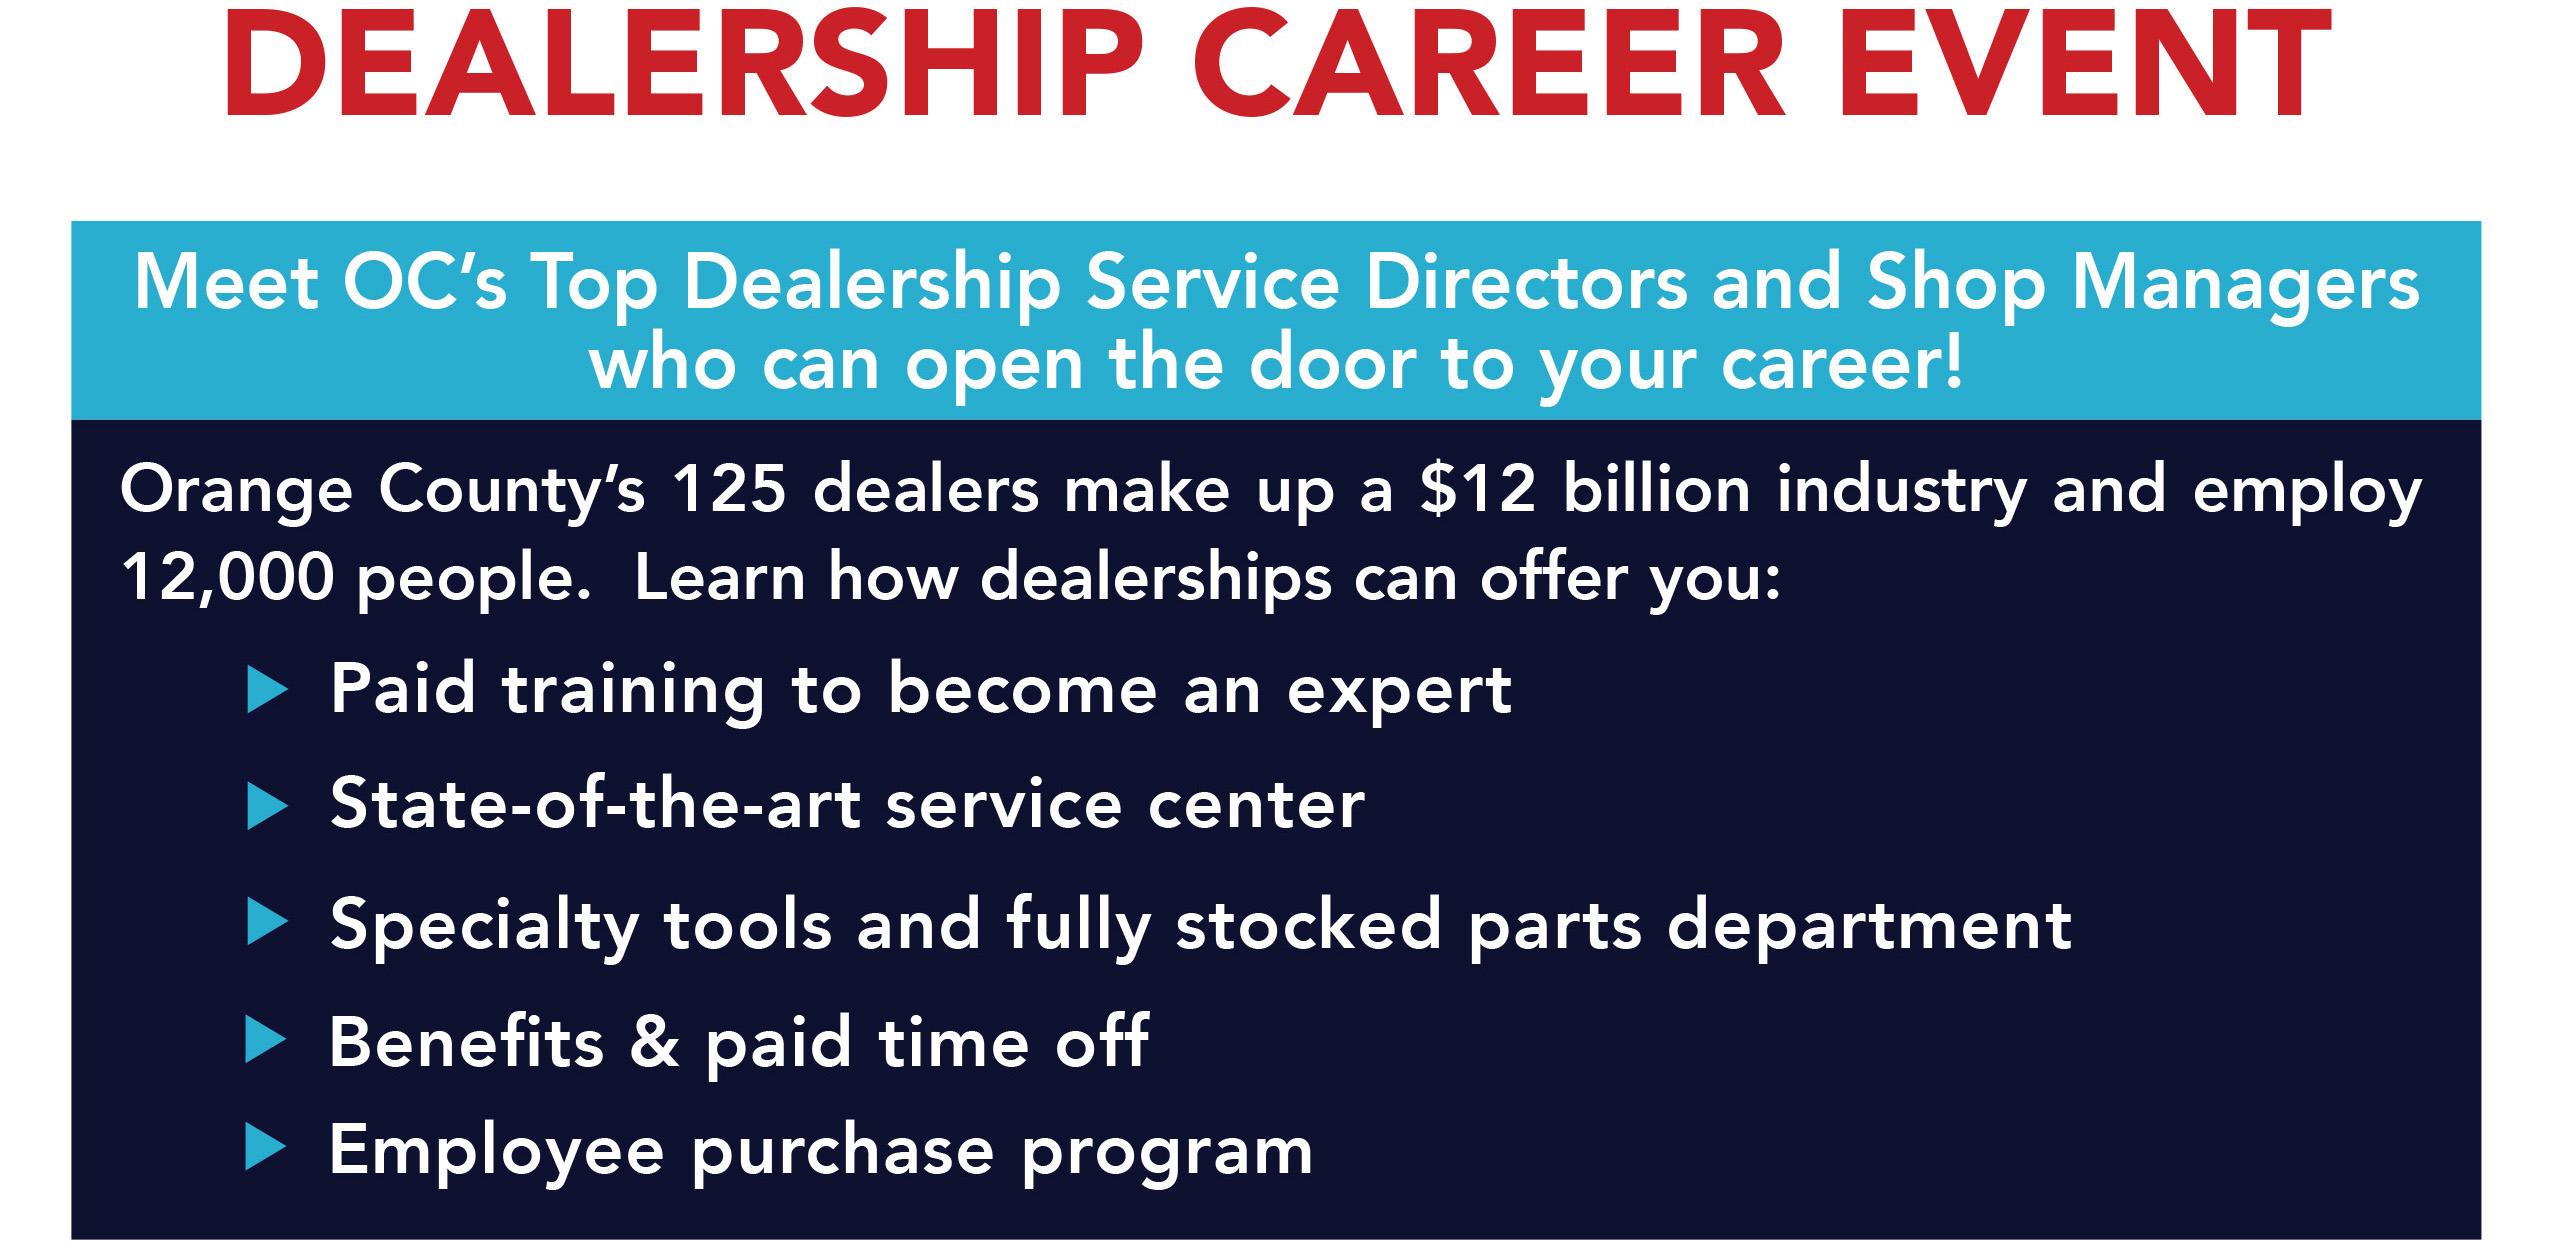 DEALERSHIP CAREER EVENT
Meet OC’s Top Dealership Service Directors and Shop Managers
who can open the door to your career!
Orange County’s 125 dealers make up a $12 billion industry and employ
12,000 people.  Learn how dealerships can offer you:
Paid training to become an expert
State-of-the-art service center
Specialty tools and fully stocked parts department
Benefits & paid time off
Employee purchase program